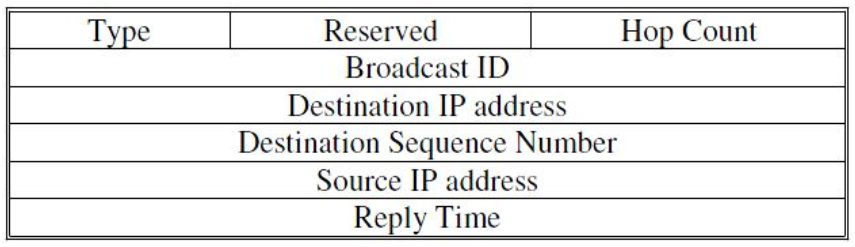 Type Reserved Hop Count
Broadcast ID
Destination IP address
Destination Sequence Number
Source IP address
Reply Time